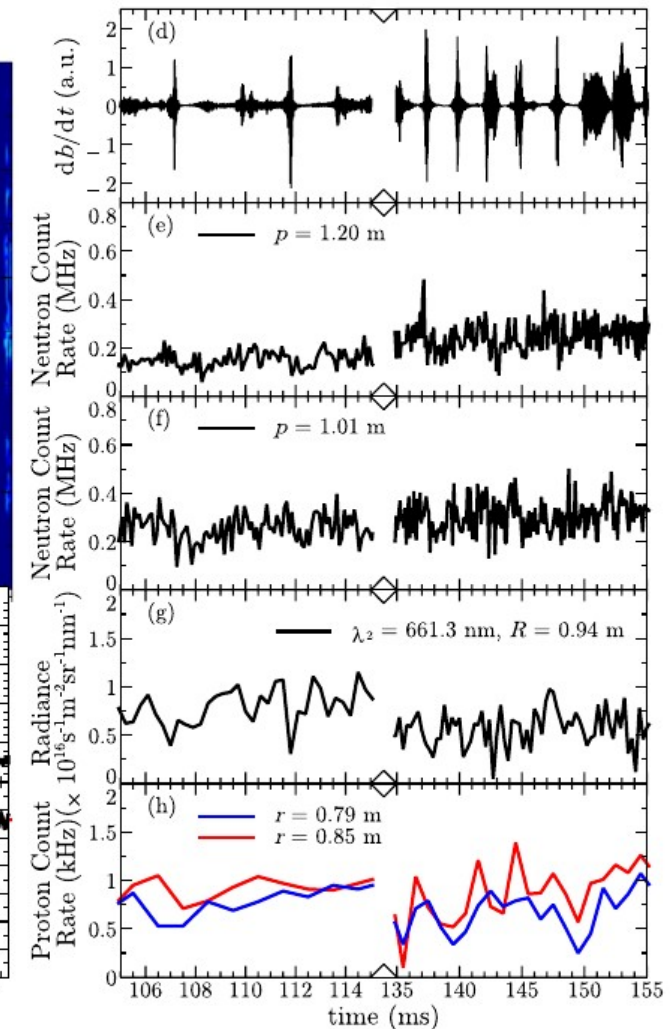 (d)
db/dt (a.u.)
2
1
0
− 1
− 2
(e)
p = 1.20 m
Neutron Count
Rate (MHz)
0.8
0.6
0.4
0.2
0
(f)
p = 1.01 m
Neutron Count
Rate (MHz)
0.8
0.6
0.4
0.2
0
(g)
λ² = 661.3 nm, R = 0.94 m
Radiance
(× 10¹⁶s⁻¹m⁻²sr⁻¹nm⁻¹)
2
1.5
1
0.5
0
(h)
r = 0.79 m
r = 0.85 m
Proton Count
Rate (kHz)
2
1.5
1
0.5
0
106 108 110 112 114 135 140 145 150 155
time (ms)